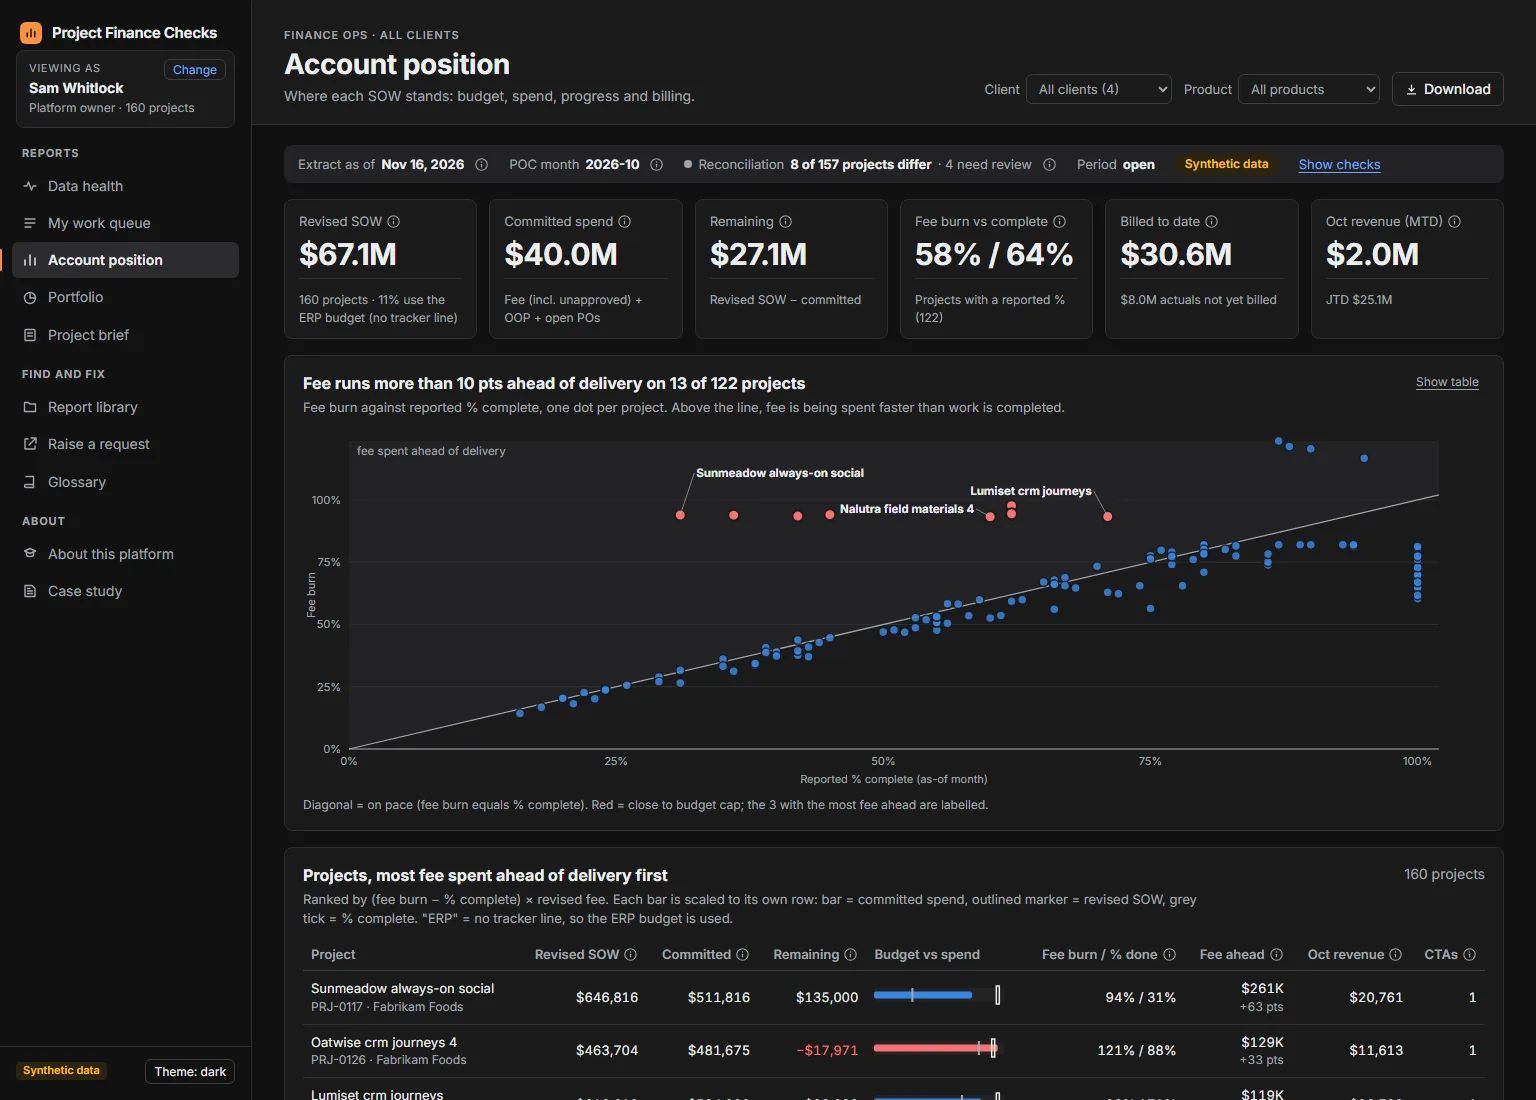 Project Finance Checks
VIEWING AS
Change
Sam Whitlock
Platform owner · 160 projects
REPORTS
Data health
My work queue
Account position
Portfolio
Project brief
FIND AND FIX
Report library
Raise a request
Glossary
ABOUT
About this platform
Case study
Synthetic data
Theme: dark
FINANCE OPS · ALL CLIENTS
Account position
Where each SOW stands: budget, spend, progress and billing.
Client All clients (4) Product All products Download
Extract as of Nov 16, 2026 POC month 2026-10 Reconciliation 8 of 157 projects differ · 4 need review Period open Synthetic data Show checks
Revised SOW
$67.1M
160 projects · 11% use the
ERP budget (no tracker line)
Committed spend
$40.0M
Fee (incl. unapproved) +
OOP + open POs
Remaining
$27.1M
Revised SOW − committed
Fee burn vs complete
58% / 64%
Projects with a reported %
(122)
Billed to date
$30.6M
$8.0M actuals not yet billed
Oct revenue (MTD)
$2.0M
JTD $25.1M
Fee runs more than 10 pts ahead of delivery on 13 of 122 projects
Show table
Fee burn against reported % complete, one dot per project. Above the line, fee is being spent faster than work is completed.
fee spent ahead of delivery
Sunmeadow always-on social
Lumiset crm journeys
Nalutra field materials 4
100%
75%
50%
25%
0%
Fee burn
0% 25% 50% 75% 100%
Reported % complete (as-of month)
Diagonal = on pace (fee burn equals % complete). Red = close to budget cap; the 3 with the most fee ahead are labelled.
Projects, most fee spent ahead of delivery first
160 projects
Ranked by (fee burn − % complete) × revised fee. Each bar is scaled to its own row: bar = committed spend, outlined marker = revised SOW, grey
tick = % complete. "ERP" = no tracker line, so the ERP budget is used.
Project Revised SOW Committed Remaining Budget vs spend Fee burn / % done Fee ahead Oct revenue CTAs
Sunmeadow always-on social
PRJ-0117 · Fabrikam Foods
$646,816 $511,816 $135,000 94% / 31% $261K $20,761 1
+63 pts
Oatwise crm journeys 4
PRJ-0126 · Fabrikam Foods
$463,704 $481,675 −$17,971 121% / 88% $129K $11,613 1
+33 pts
Lumiset crm journeys
$119K